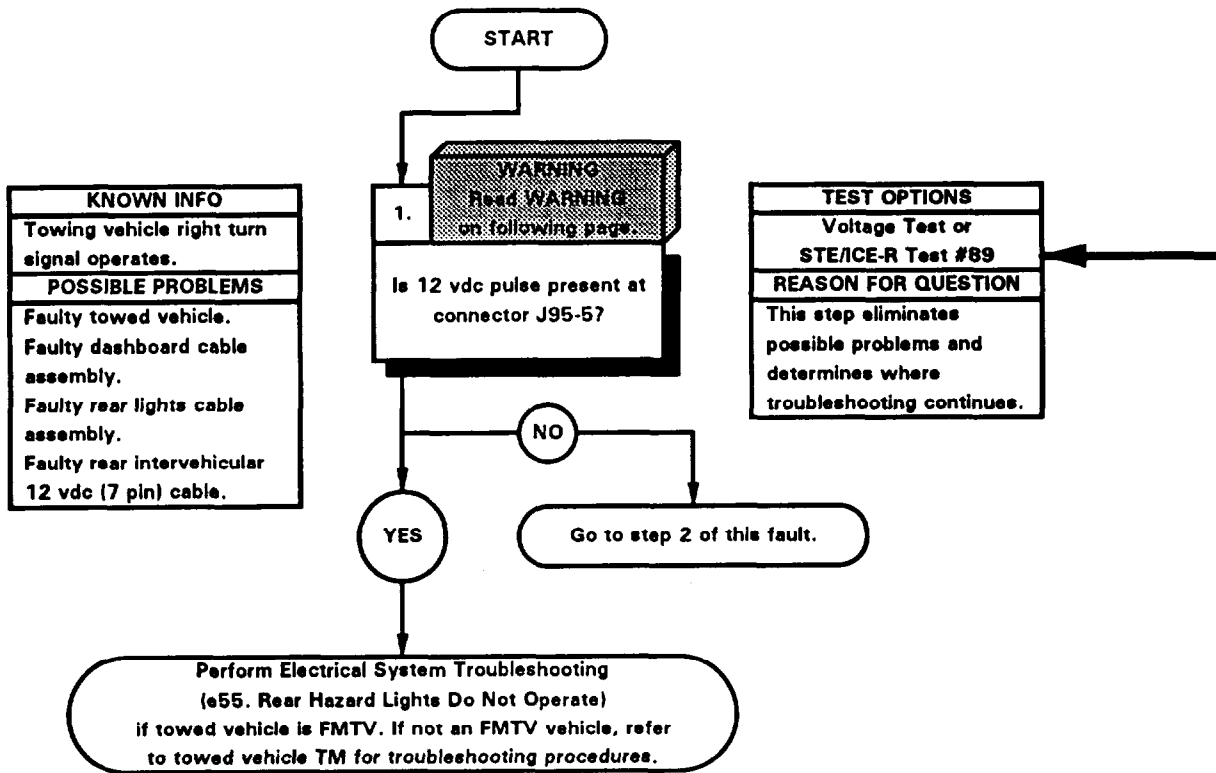 START
KNOWN INFO
Towing vehicle right turn
signal operates.
POSSIBLE PROBLEMS
Faulty towed vehicle.
Faulty dashboard cable
assembly.
Faulty rear lights cable
assembly.
Faulty rear intervehicular
12 vdc (7 pin) cable.
1.
WARNING
Read WARNING
on following page.
Is 12 vdc pulse present at
connector J95-5?
TEST OPTIONS
Voltage Test or
STE/ICE-R Test #89
REASON FOR QUESTION
This step eliminates
possible problems and
determines where
troubleshooting continues.
NO
YES
Go to step 2 of this fault.
Perform Electrical System Troubleshooting
(e55. Rear Hazard Lights Do Not Operate)
if towed vehicle is FMTV. If not an FMTV vehicle, refer
to towed vehicle TM for troubleshooting procedures.